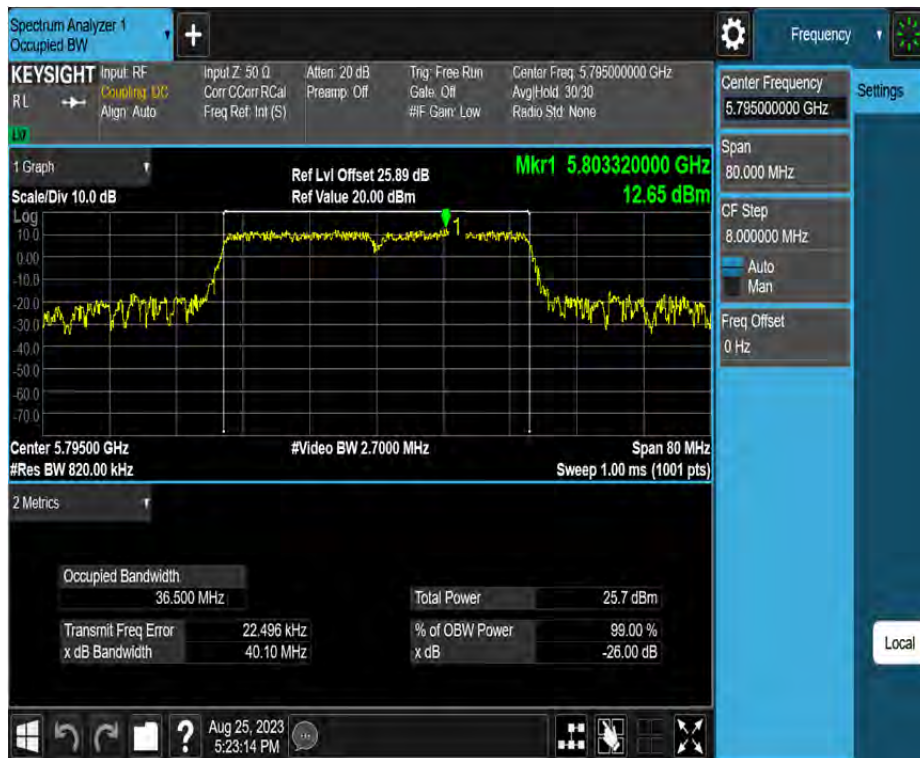 Spectrum Analyzer 1
Occupied BW
Frequency
KEYSIGHT
RL
Input: RF
Coupling: DC
Align: Auto
Input Z: 50 Ω
Corr CCorr RCal
Freq Ref: Int (S)
Atten: 20 dB
Preamp: Off
Trig: Free Run
Gate: Off
#IF Gain: Low
Center Freq: 5.795000000 GHz
Avg|Hold: 30/30
Radio Std: None
Center Frequency
5.795000000 GHz
Settings
Span
80.000 MHz
CF Step
8.000000 MHz
Auto
Man
Freq Offset
0 Hz
Local
1 Graph
Scale/Div 10.0 dB
Ref Lvl Offset 25.89 dB
Ref Value 20.00 dBm
Mkr1 5.803320000 GHz
12.65 dBm
Log
10.0
0.00
-10.0
-20.0
-30.0
-40.0
-50.0
-60.0
-70.0
1
Center 5.79500 GHz
#Res BW 820.00 kHz
#Video BW 2.7000 MHz
Span 80 MHz
Sweep 1.00 ms (1001 pts)
2 Metrics
Occupied Bandwidth
36.500 MHz
Transmit Freq Error 22.496 kHz
x dB Bandwidth 40.10 MHz
Total Power 25.7 dBm
% of OBW Power 99.00 %
x dB -26.00 dB
?
Aug 25, 2023
5:23:14 PM